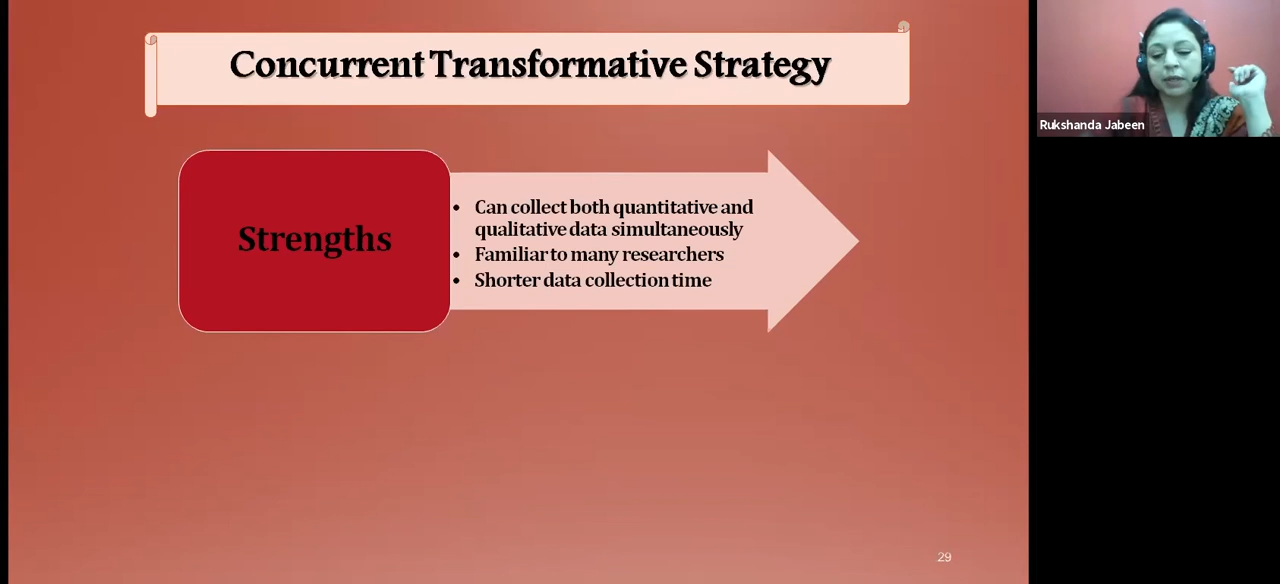 Concurrent Transformative Strategy
Strengths
• Can collect both quantitative and
qualitative data simultaneously
• Familiar to many researchers
• Shorter data collection time
Rukshanda Jabeen
29